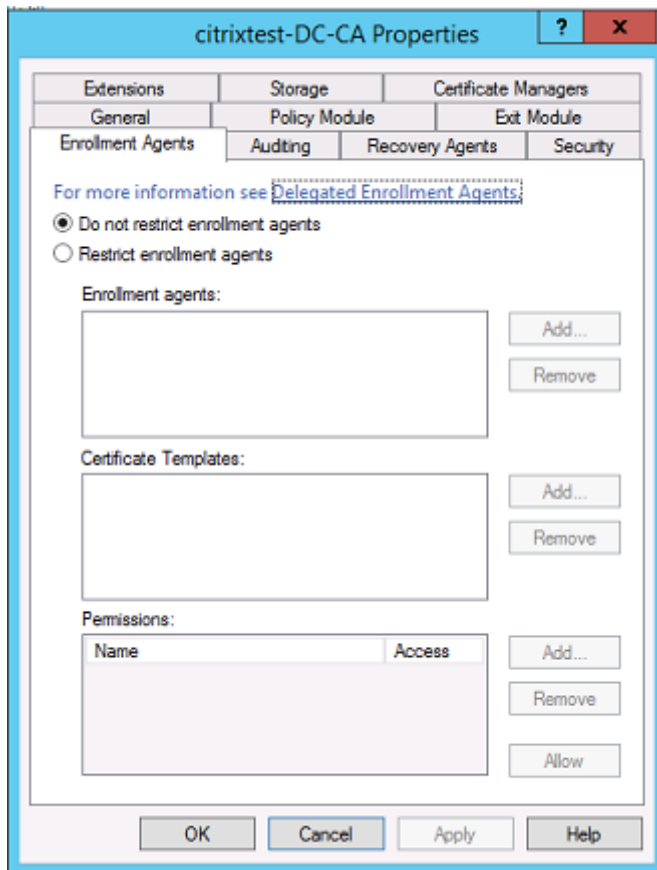 citrixtest-DC-CA Properties
?
x
Extensions
Storage
Certificate Managers
General
Policy Module
Exit Module
Enrollment Agents
Auditing
Recovery Agents
Security
For more information see Delegated Enrollment Agents.
Do not restrict enrollment agents
Restrict enrollment agents
Enrollment agents:
Add...
Remove
Certificate Templates:
Add...
Remove
Permissions:
Name
Access
Add...
Remove
Allow
OK
Cancel
Apply
Help